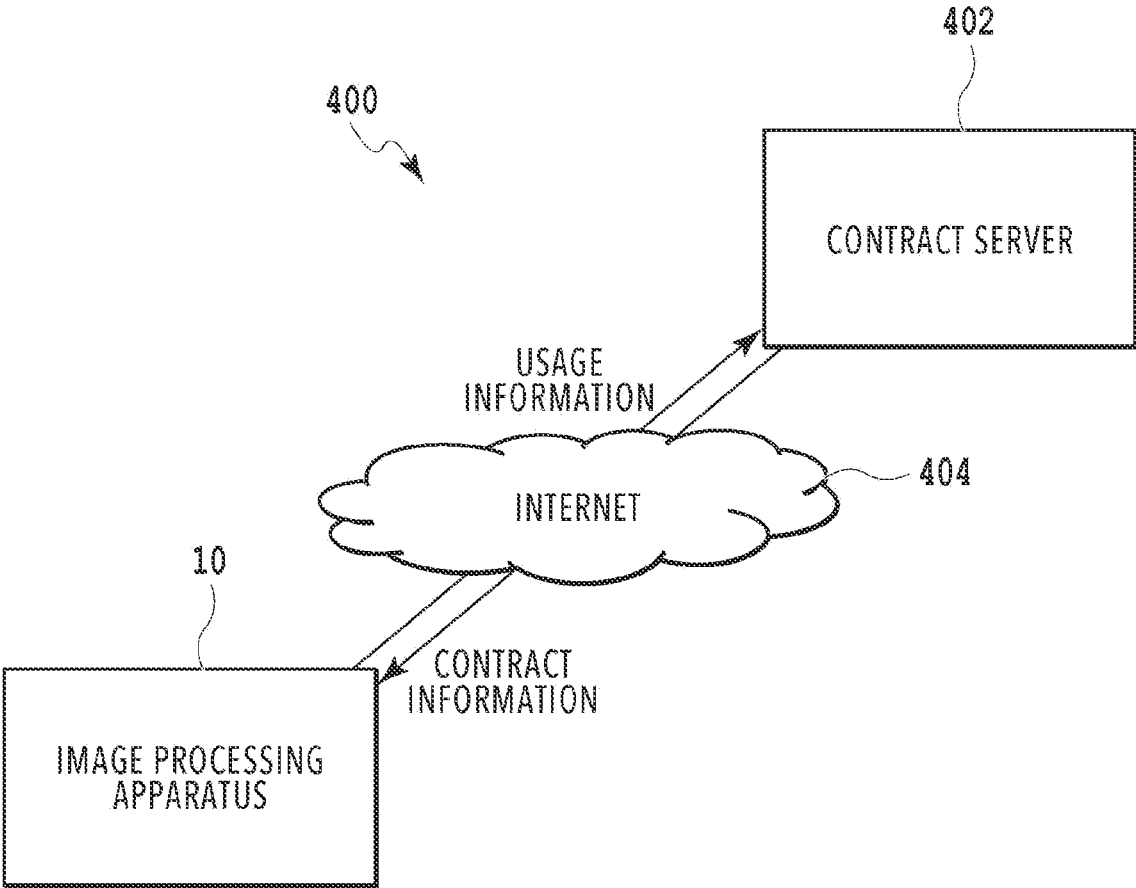 402
400
CONTRACT SERVER
USAGE
INFORMATION
404
INTERNET
10
CONTRACT
INFORMATION
IMAGE PROCESSING
APPARATUS